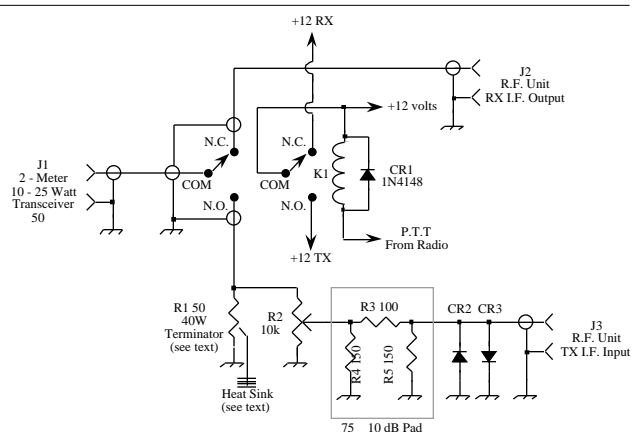 +12 RX
J2
R.F. Unit
RX I.F. Output
+12 volts
N.C.
N.C.
J1
2 - Meter
10 - 25 Watt
Transceiver
50
COM
COM
K1
CR1
1N4148
N.O.
N.O.
P.T.T
From Radio
+12 TX
R1 50
40W
Terminator
(see text)
R2
10k
R3 100
R4 150
R5 150
CR2
CR3
J3
R.F. Unit
TX I.F. Input
Heat Sink
(see text)
75 10 dB Pad